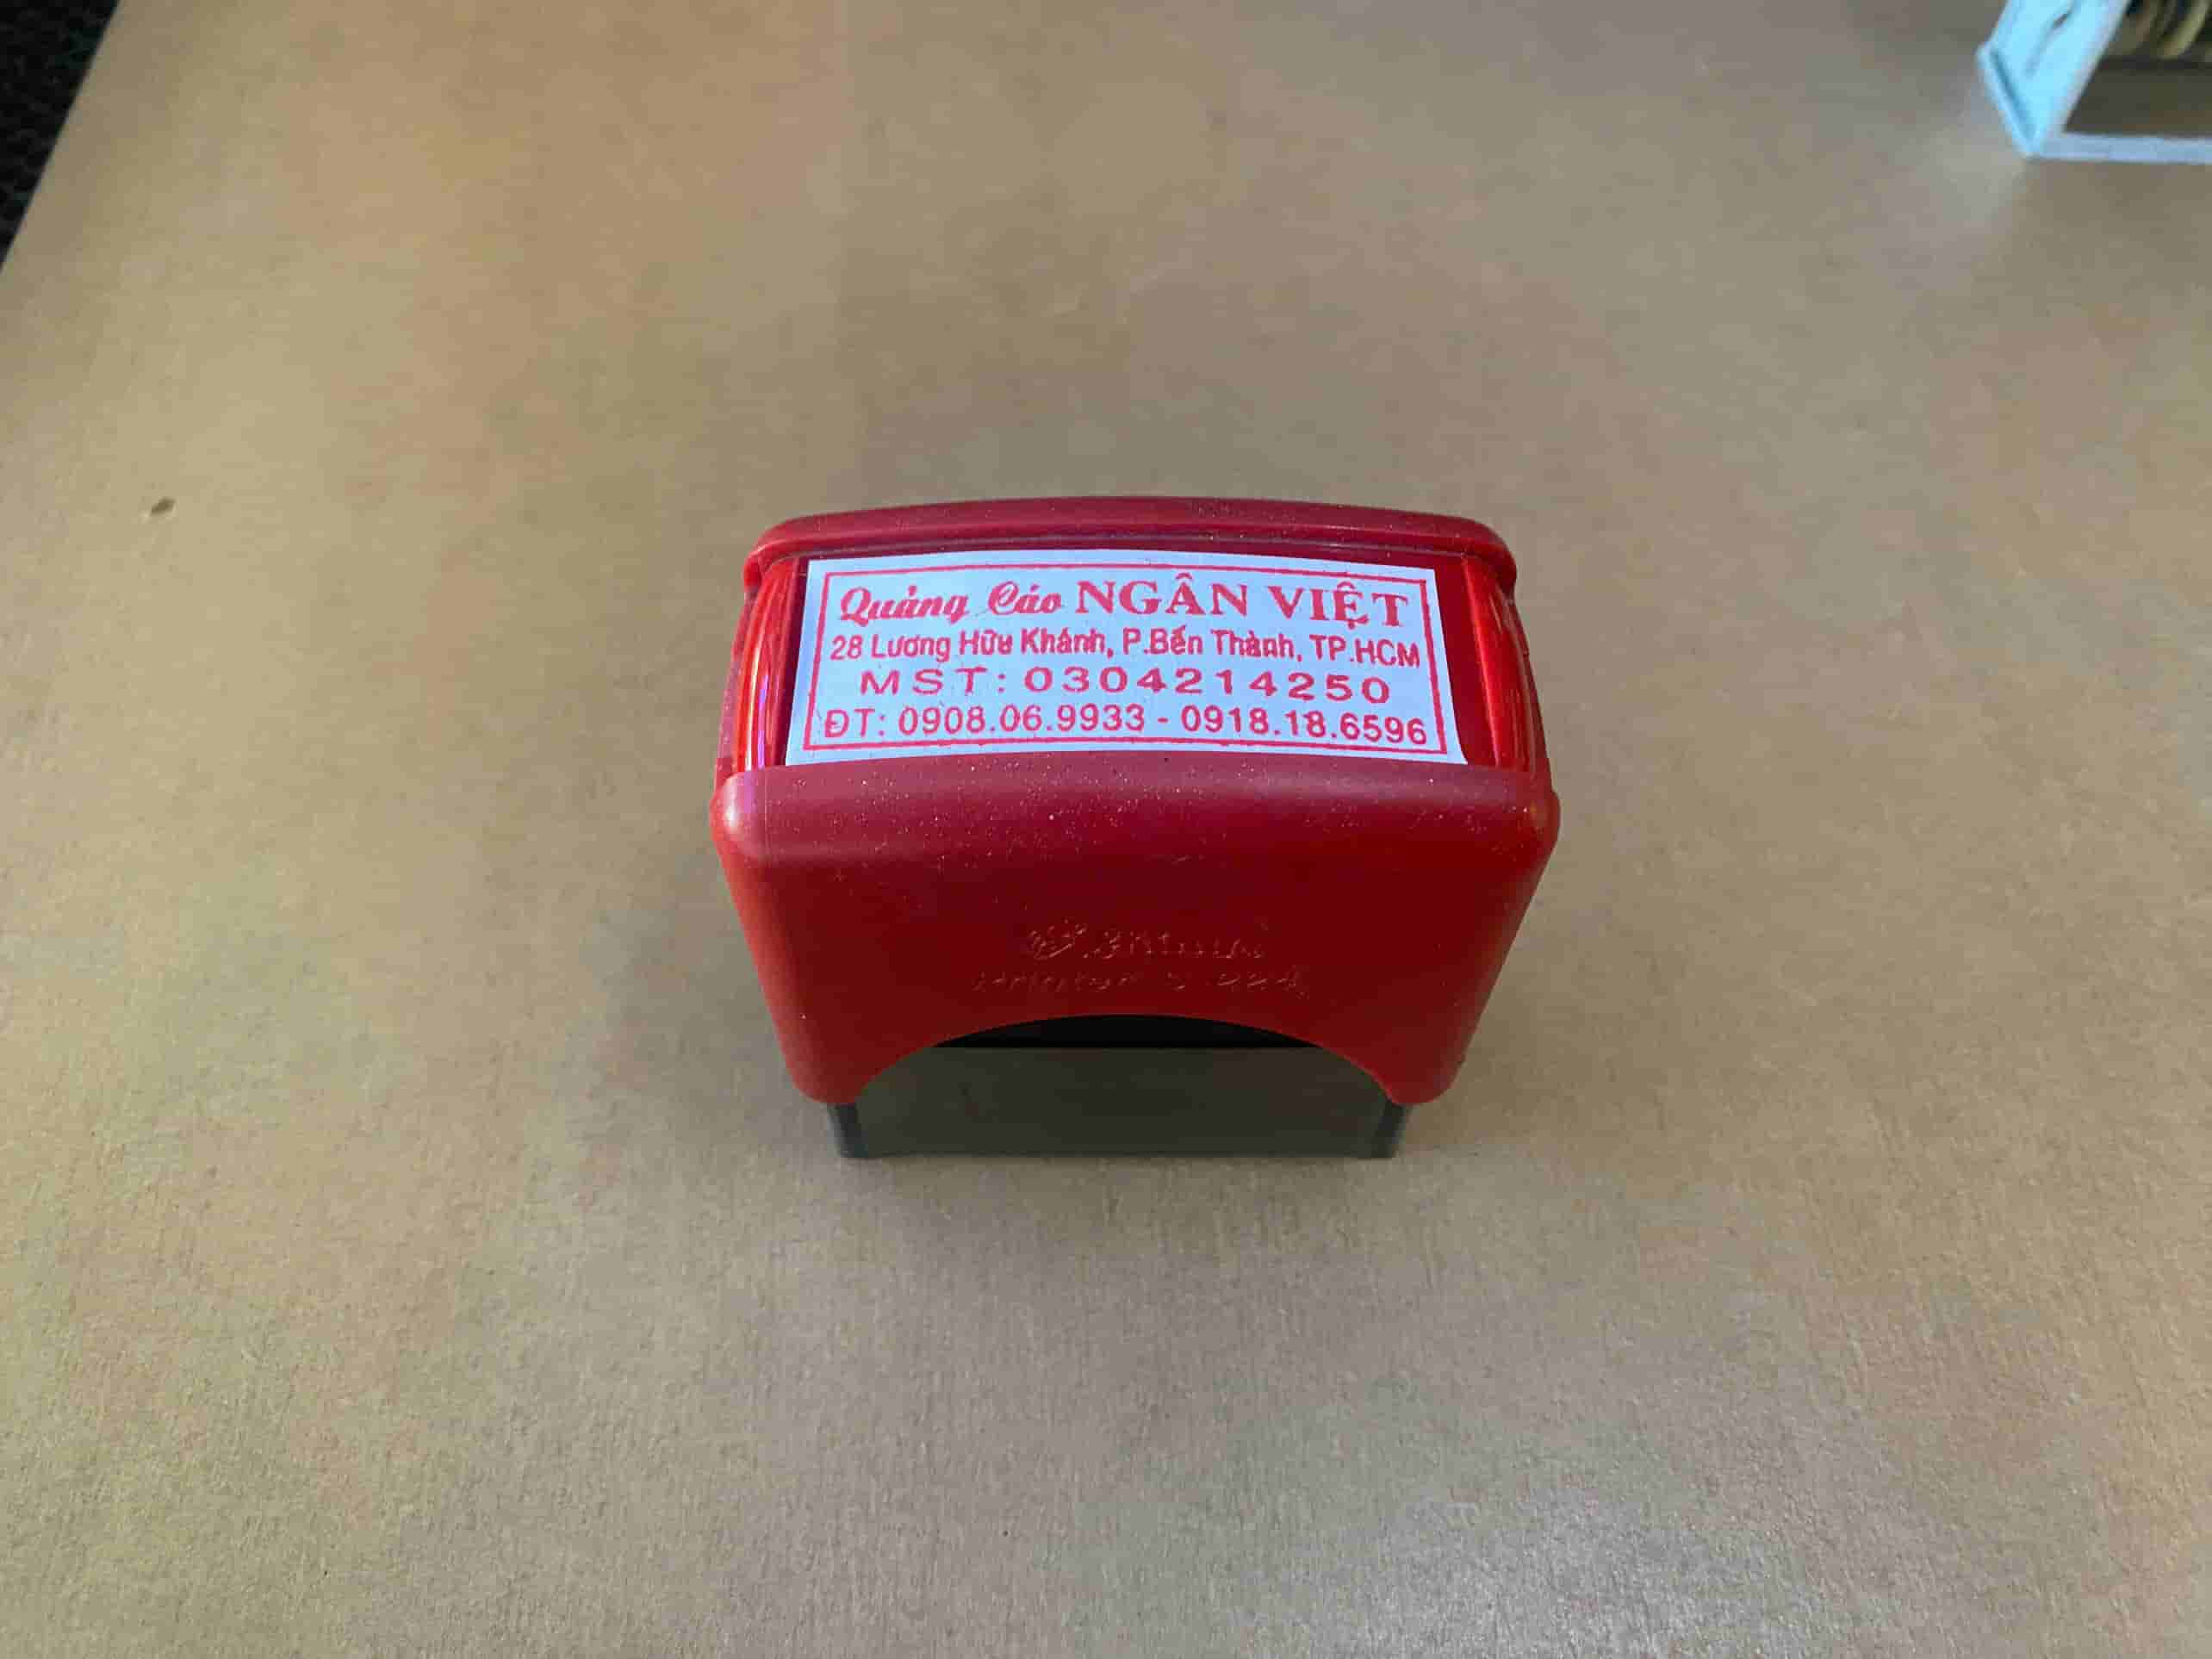 Quảng Cáo NGÂN VIỆT
28 Lương Hữu Khánh, P.Bến Thành, TP.HCM
MST: 0304214250
ĐT: 0908.06.9933 - 0918.18.6596